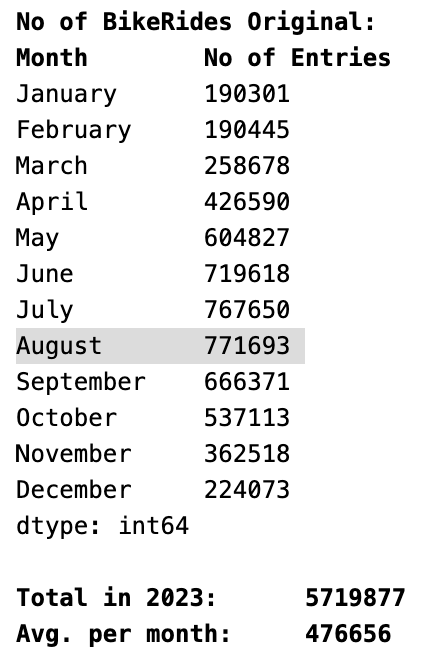 No of BikeRides Original:
Month No of Entries
January 190301
February 190445
March 258678
April 426590
May 604827
June 719618
July 767650
August 771693
September 666371
October 537113
November 362518
December 224073
dtype: int64
Total in 2023: 5719877
Avg. per month: 476656